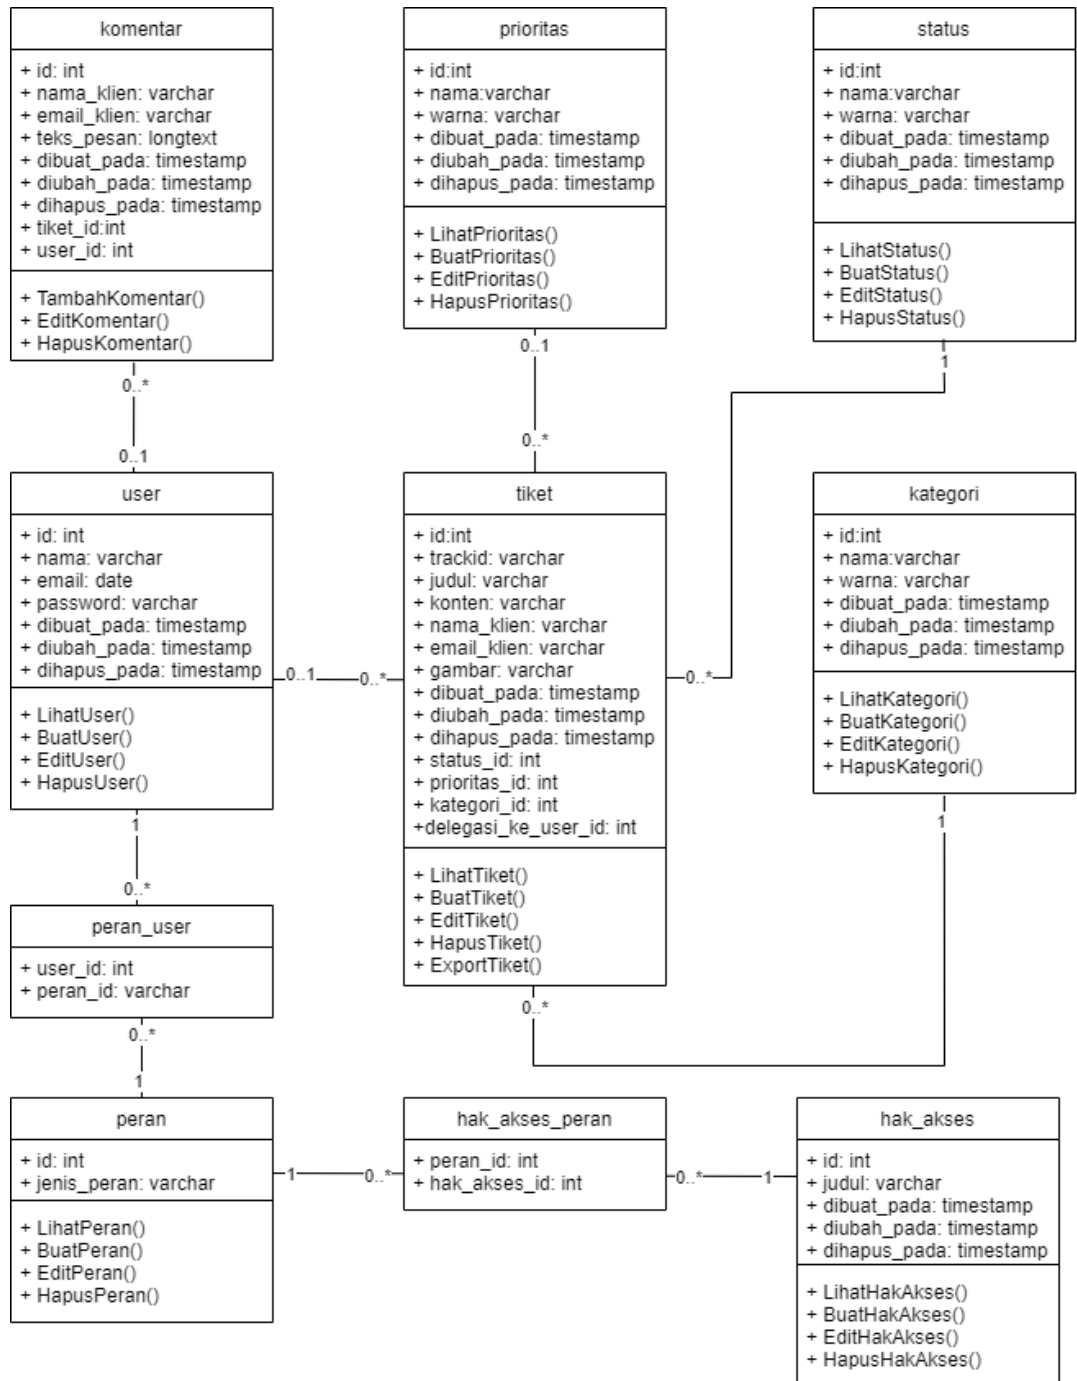 komentar
+ id: int
+ nama_klien: varchar
+ email_klien: varchar
+ teks_pesan: longtext
+ dibuat_pada: timestamp
+ diubah_pada: timestamp
+ dihapus_pada: timestamp
+ tiket_id:int
+ user_id: int
+ TambahKomentar()
+ EditKomentar()
+ HapusKomentar()
prioritas
+ id:int
+ nama:varchar
+ warna: varchar
+ dibuat_pada: timestamp
+ diubah_pada: timestamp
+ dihapus_pada: timestamp
+ LihatPrioritas()
+ BuatPrioritas()
+ EditPrioritas()
+ HapusPrioritas()
status
+ id:int
+ nama:varchar
+ warna: varchar
+ dibuat_pada: timestamp
+ diubah_pada: timestamp
+ dihapus_pada: timestamp
+ LihatStatus()
+ BuatStatus()
+ EditStatus()
+ HapusStatus()
0..*
0..1
0..1
0..*
1
user
+ id: int
+ nama: varchar
+ email: date
+ password: varchar
+ dibuat_pada: timestamp
+ diubah_pada: timestamp
+ dihapus_pada: timestamp
+ LihatUser()
+ BuatUser()
+ EditUser()
+ HapusUser()
0..1
0..*
tiket
+ id:int
+ trackid: varchar
+ judul: varchar
+ konten: varchar
+ nama_klien: varchar
+ email_klien: varchar
+ gambar: varchar
+ dibuat_pada: timestamp
+ diubah_pada: timestamp
+ dihapus_pada: timestamp
+ status_id: int
+ prioritas_id: int
+ kategori_id: int
+delegasi_ke_user_id: int
+ LihatTiket()
+ BuatTiket()
+ EditTiket()
+ HapusTiket()
+ ExportTiket()
0..*
kategori
+ id:int
+ nama:varchar
+ warna: varchar
+ dibuat_pada: timestamp
+ diubah_pada: timestamp
+ dihapus_pada: timestamp
+ LihatKategori()
+ BuatKategori()
+ EditKategori()
+ HapusKategori()
1
0..*
1
0..*
peran_user
+ user_id: int
+ peran_id: varchar
0..*
1
peran
+ id: int
+ jenis_peran: varchar
+ LihatPeran()
+ BuatPeran()
+ EditPeran()
+ HapusPeran()
1
0..*
hak_akses_peran
+ peran_id: int
+ hak_akses_id: int
0..*
1
hak_akses
+ id: int
+ judul: varchar
+ dibuat_pada: timestamp
+ diubah_pada: timestamp
+ dihapus_pada: timestamp
+ LihatHakAkses()
+ BuatHakAkses()
+ EditHakAkses()
+ HapusHakAkses()